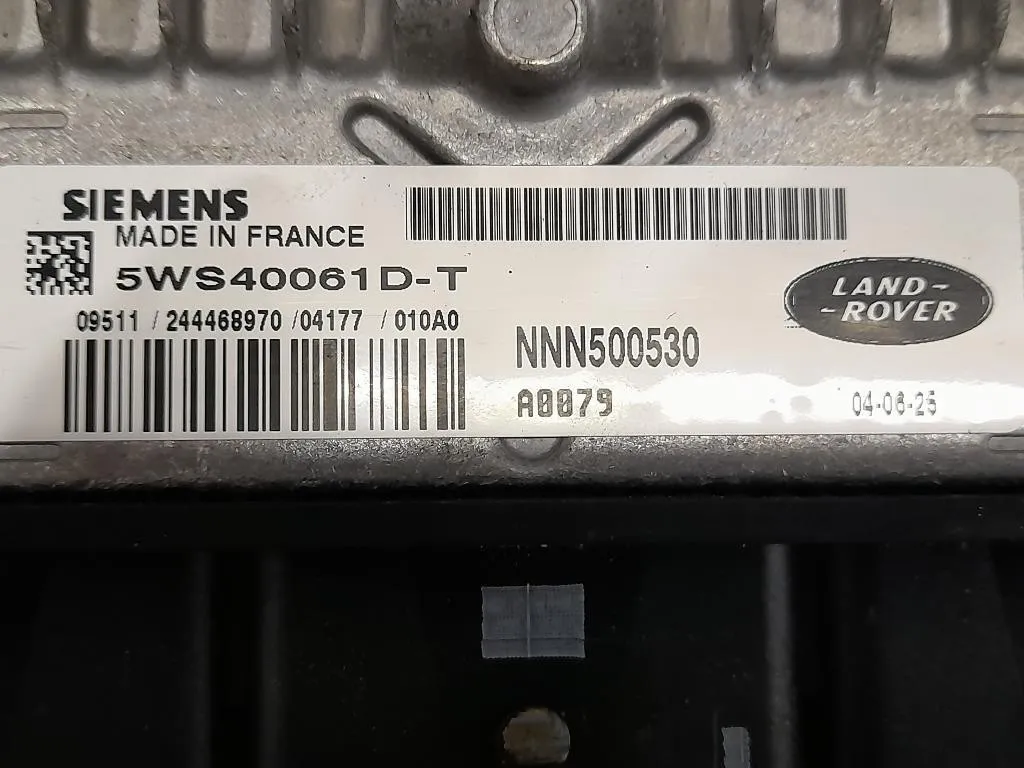 SIEMENS
MADE IN FRANCE
5WS40061D-T
09511 / 244468970 /04177 / 010A0
NNN500530
A0079
LAND-
-ROVER
04-06-25